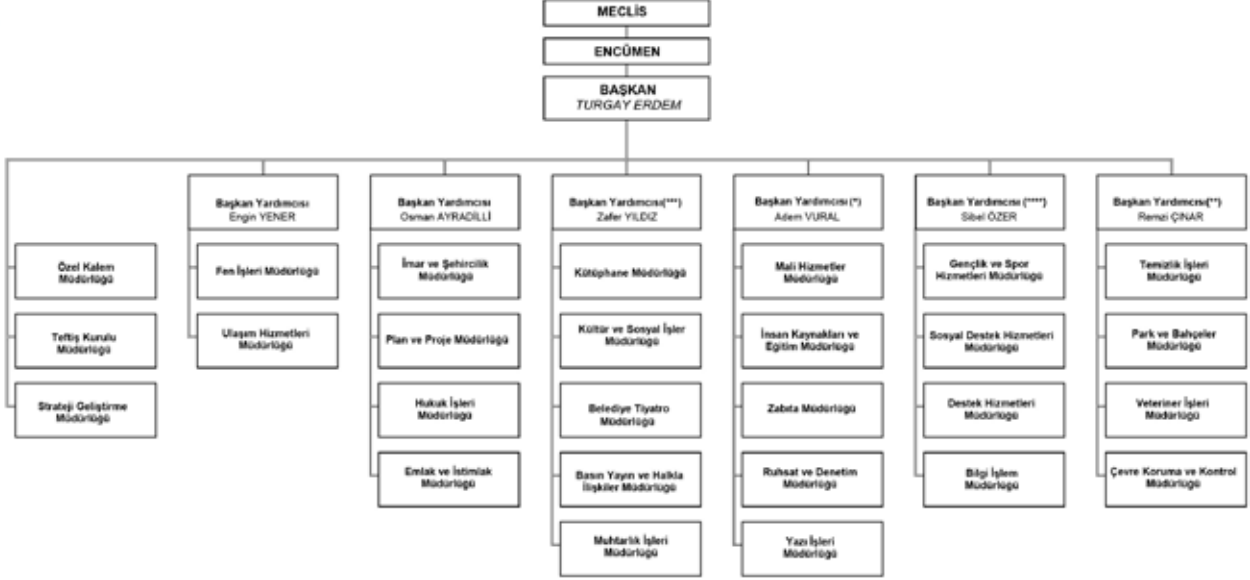 MECLİS
ENCÜMEN
BAŞKAN
TURGAY ERDEM
Başkan Yardımcısı
Engin YENER
Başkan Yardımcısı
Osman AYRADİLLİ
Başkan Yardımcısı(***)
Zafer YILDIZ
Başkan Yardımcısı (*)
Adem VURAL
Başkan Yardımcısı (****)
Sibel ÖZER
Başkan Yardımcısı(**)
Remzi ÇINAR
Özel Kalem
Müdürlüğü
Teftiş Kurulu
Müdürlüğü
Strateji Geliştirme
Müdürlüğü
Fen İşleri Müdürlüğü
Ulaşım Hizmetleri
Müdürlüğü
İmar ve Şehircilik
Müdürlüğü
Plan ve Proje Müdürlüğü
Hukuk İşleri
Müdürlüğü
Emlak ve İstimlak
Müdürlüğü
Kütüphane Müdürlüğü
Kültür ve Sosyal İşler
Müdürlüğü
Belediye Tiyatro
Müdürlüğü
Basın Yayın ve Halkla
İlişkiler Müdürlüğü
Muhtarlık İşleri
Müdürlüğü
Mali Hizmetler
Müdürlüğü
İnsan Kaynakları ve
Eğitim Müdürlüğü
Zabıta Müdürlüğü
Ruhsat ve Denetim
Müdürlüğü
Yazı İşleri
Müdürlüğü
Gençlik ve Spor
Hizmetleri Müdürlüğü
Sosyal Destek Hizmetleri
Müdürlüğü
Destek Hizmetleri
Müdürlüğü
Bilgi İşlem
Müdürlüğü
Temizlik İşleri
Müdürlüğü
Park ve Bahçeler
Müdürlüğü
Veteriner İşleri
Müdürlüğü
Çevre Koruma ve Kontrol
Müdürlüğü